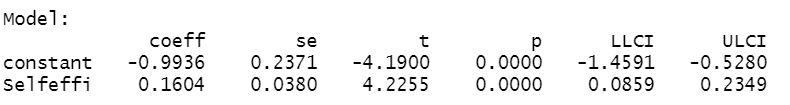 Model:
coeff se t p LLCI ULCI
constant -0.9936 0.2371 -4.1900 0.0000 -1.4591 -0.5280
Selfeffi 0.1604 0.0380 4.2255 0.0000 0.0859 0.2349